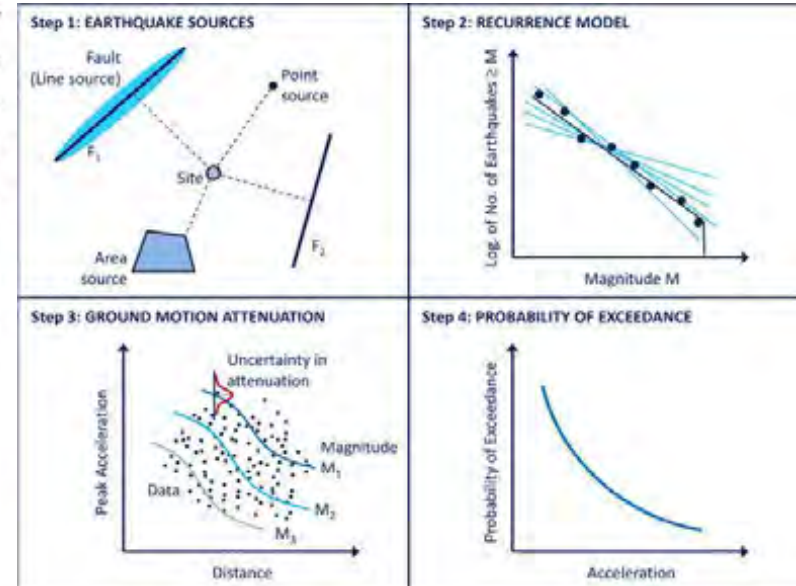 Step 1: EARTHQUAKE SOURCES
Fault
(Line source)
Point
source
F₁
Site
Area
source
F₂
Step 2: RECURRENCE MODEL
Log. of No. of Earthquakes ≥ M
Magnitude M
Step 3: GROUND MOTION ATTENUATION
Uncertainty in
attenuation
Peak Acceleration
Magnitude
M₁
Data
M₂
M₃
Distance
Step 4: PROBABILITY OF EXCEEDANCE
Probability of Exceedance
Acceleration